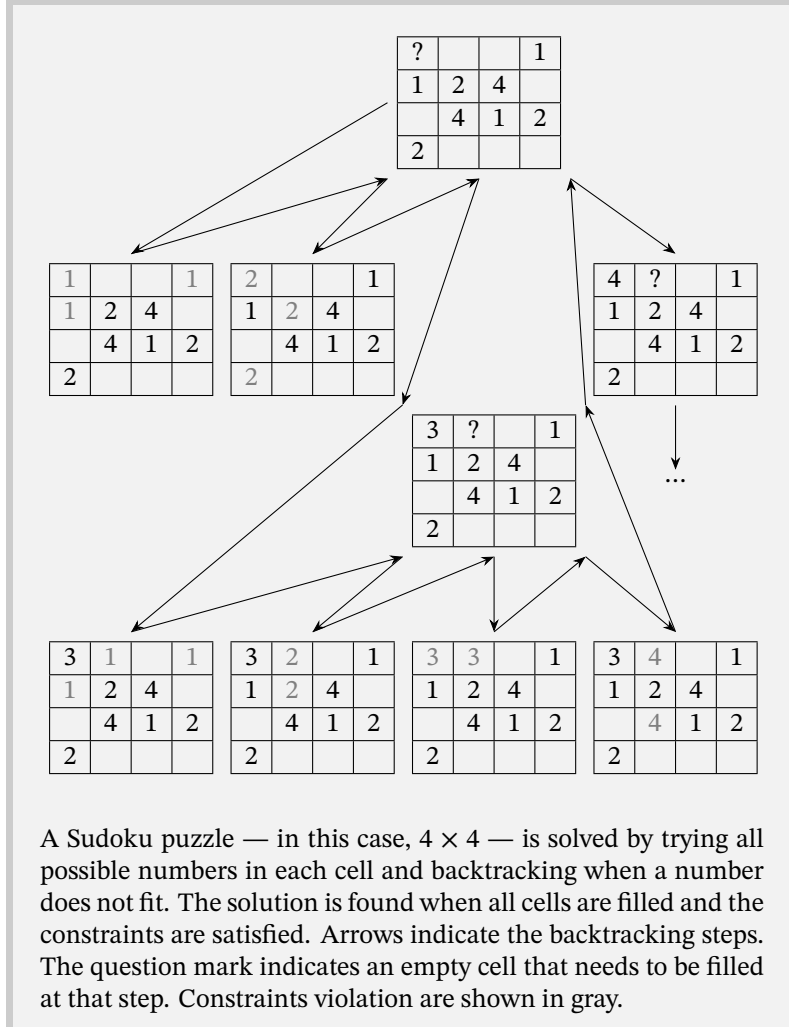 ? 1
1 2 4
4 1 2
2
1 1
1 2 4
4 1 2
2
2 1
1 2 4
4 1 2
2
4 ? 1
1 2 4
4 1 2
2
...
3 ? 1
1 2 4
4 1 2
2
3 1 1
1 2 4
4 1 2
2
3 2 1
1 2 4
4 1 2
2
3 3 1
1 2 4
4 1 2
2
3 4 1
1 2 4
4 1 2
2
A Sudoku puzzle — in this case, 4 × 4 — is solved by trying all
possible numbers in each cell and backtracking when a number
does not fit. The solution is found when all cells are filled and the
constraints are satisfied. Arrows indicate the backtracking steps.
The question mark indicates an empty cell that needs to be filled
at that step. Constraints violation are shown in gray.